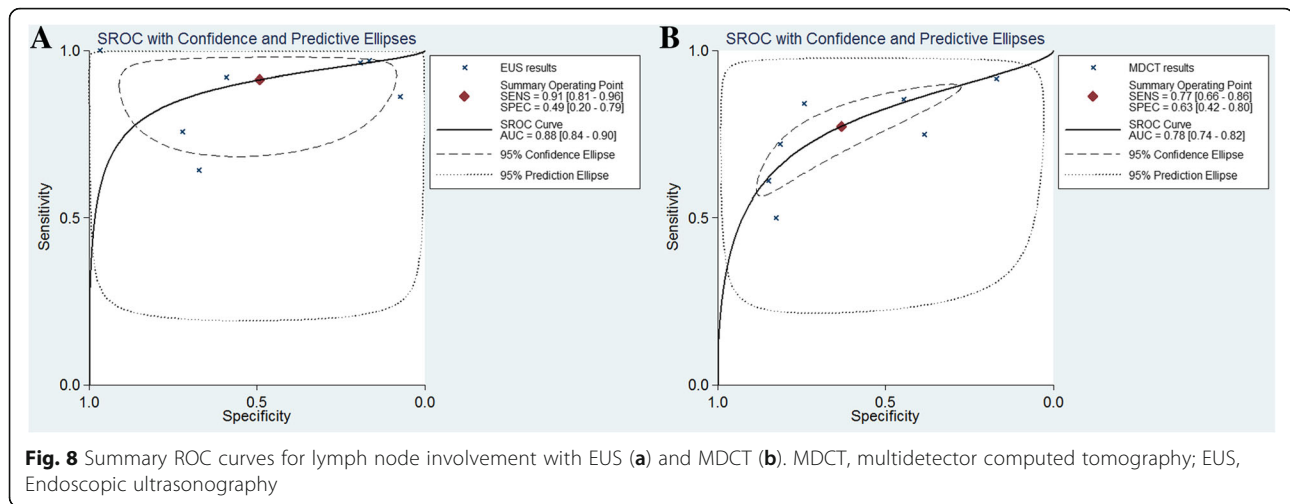 A
SROC with Confidence and Predictive Ellipses
1.0
0.5
0.0
Sensitivity
1.0
0.5
0.0
Specificity
EUS results
Summary Operating Point
SENS = 0.91 [0.81 - 0.96]
SPEC = 0.49 [0.20 - 0.79]
SROC Curve
AUC = 0.88 [0.84 - 0.90]
95% Confidence Ellipse
95% Prediction Ellipse
B
SROC with Confidence and Predictive Ellipses
1.0
0.5
0.0
Sensitivity
1.0
0.5
0.0
Specificity
MDCT results
Summary Operating Point
SENS = 0.77 [0.66 - 0.86]
SPEC = 0.63 [0.42 - 0.80]
SROC Curve
AUC = 0.78 [0.74 - 0.82]
95% Confidence Ellipse
95% Prediction Ellipse
Fig. 8 Summary ROC curves for lymph node involvement with EUS (a) and MDCT (b). MDCT, multidetector computed tomography; EUS,
Endoscopic ultrasonography